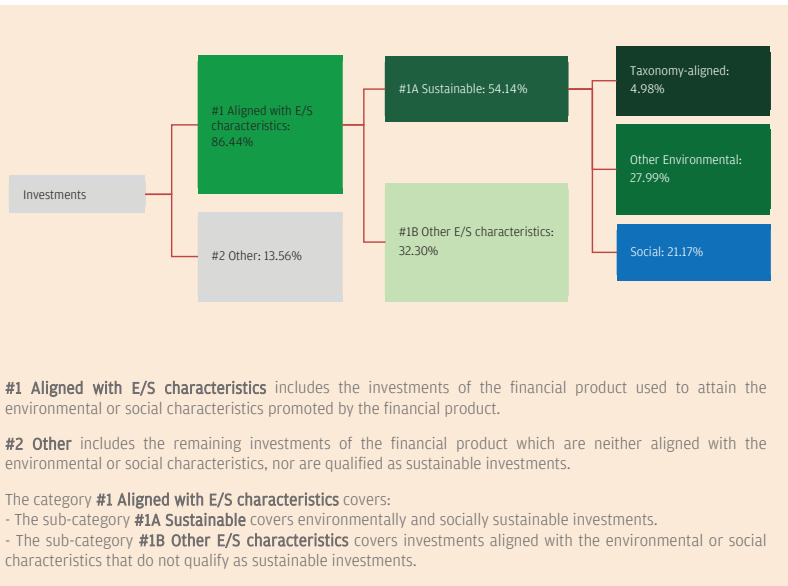 Investments
#1 Aligned with E/S
characteristics:
86.44%
#2 Other: 13.56%
#1A Sustainable: 54.14%
#1B Other E/S characteristics:
32.30%
Taxonomy-aligned:
4.98%
Other Environmental:
27.99%
Social: 21.17%
#1 Aligned with E/S characteristics includes the investments of the financial product used to attain the
environmental or social characteristics promoted by the financial product.
#2 Other includes the remaining investments of the financial product which are neither aligned with the
environmental or social characteristics, nor are qualified as sustainable investments.
The category #1 Aligned with E/S characteristics covers:
- The sub-category #1A Sustainable covers environmentally and socially sustainable investments.
- The sub-category #1B Other E/S characteristics covers investments aligned with the environmental or social
characteristics that do not qualify as sustainable investments.